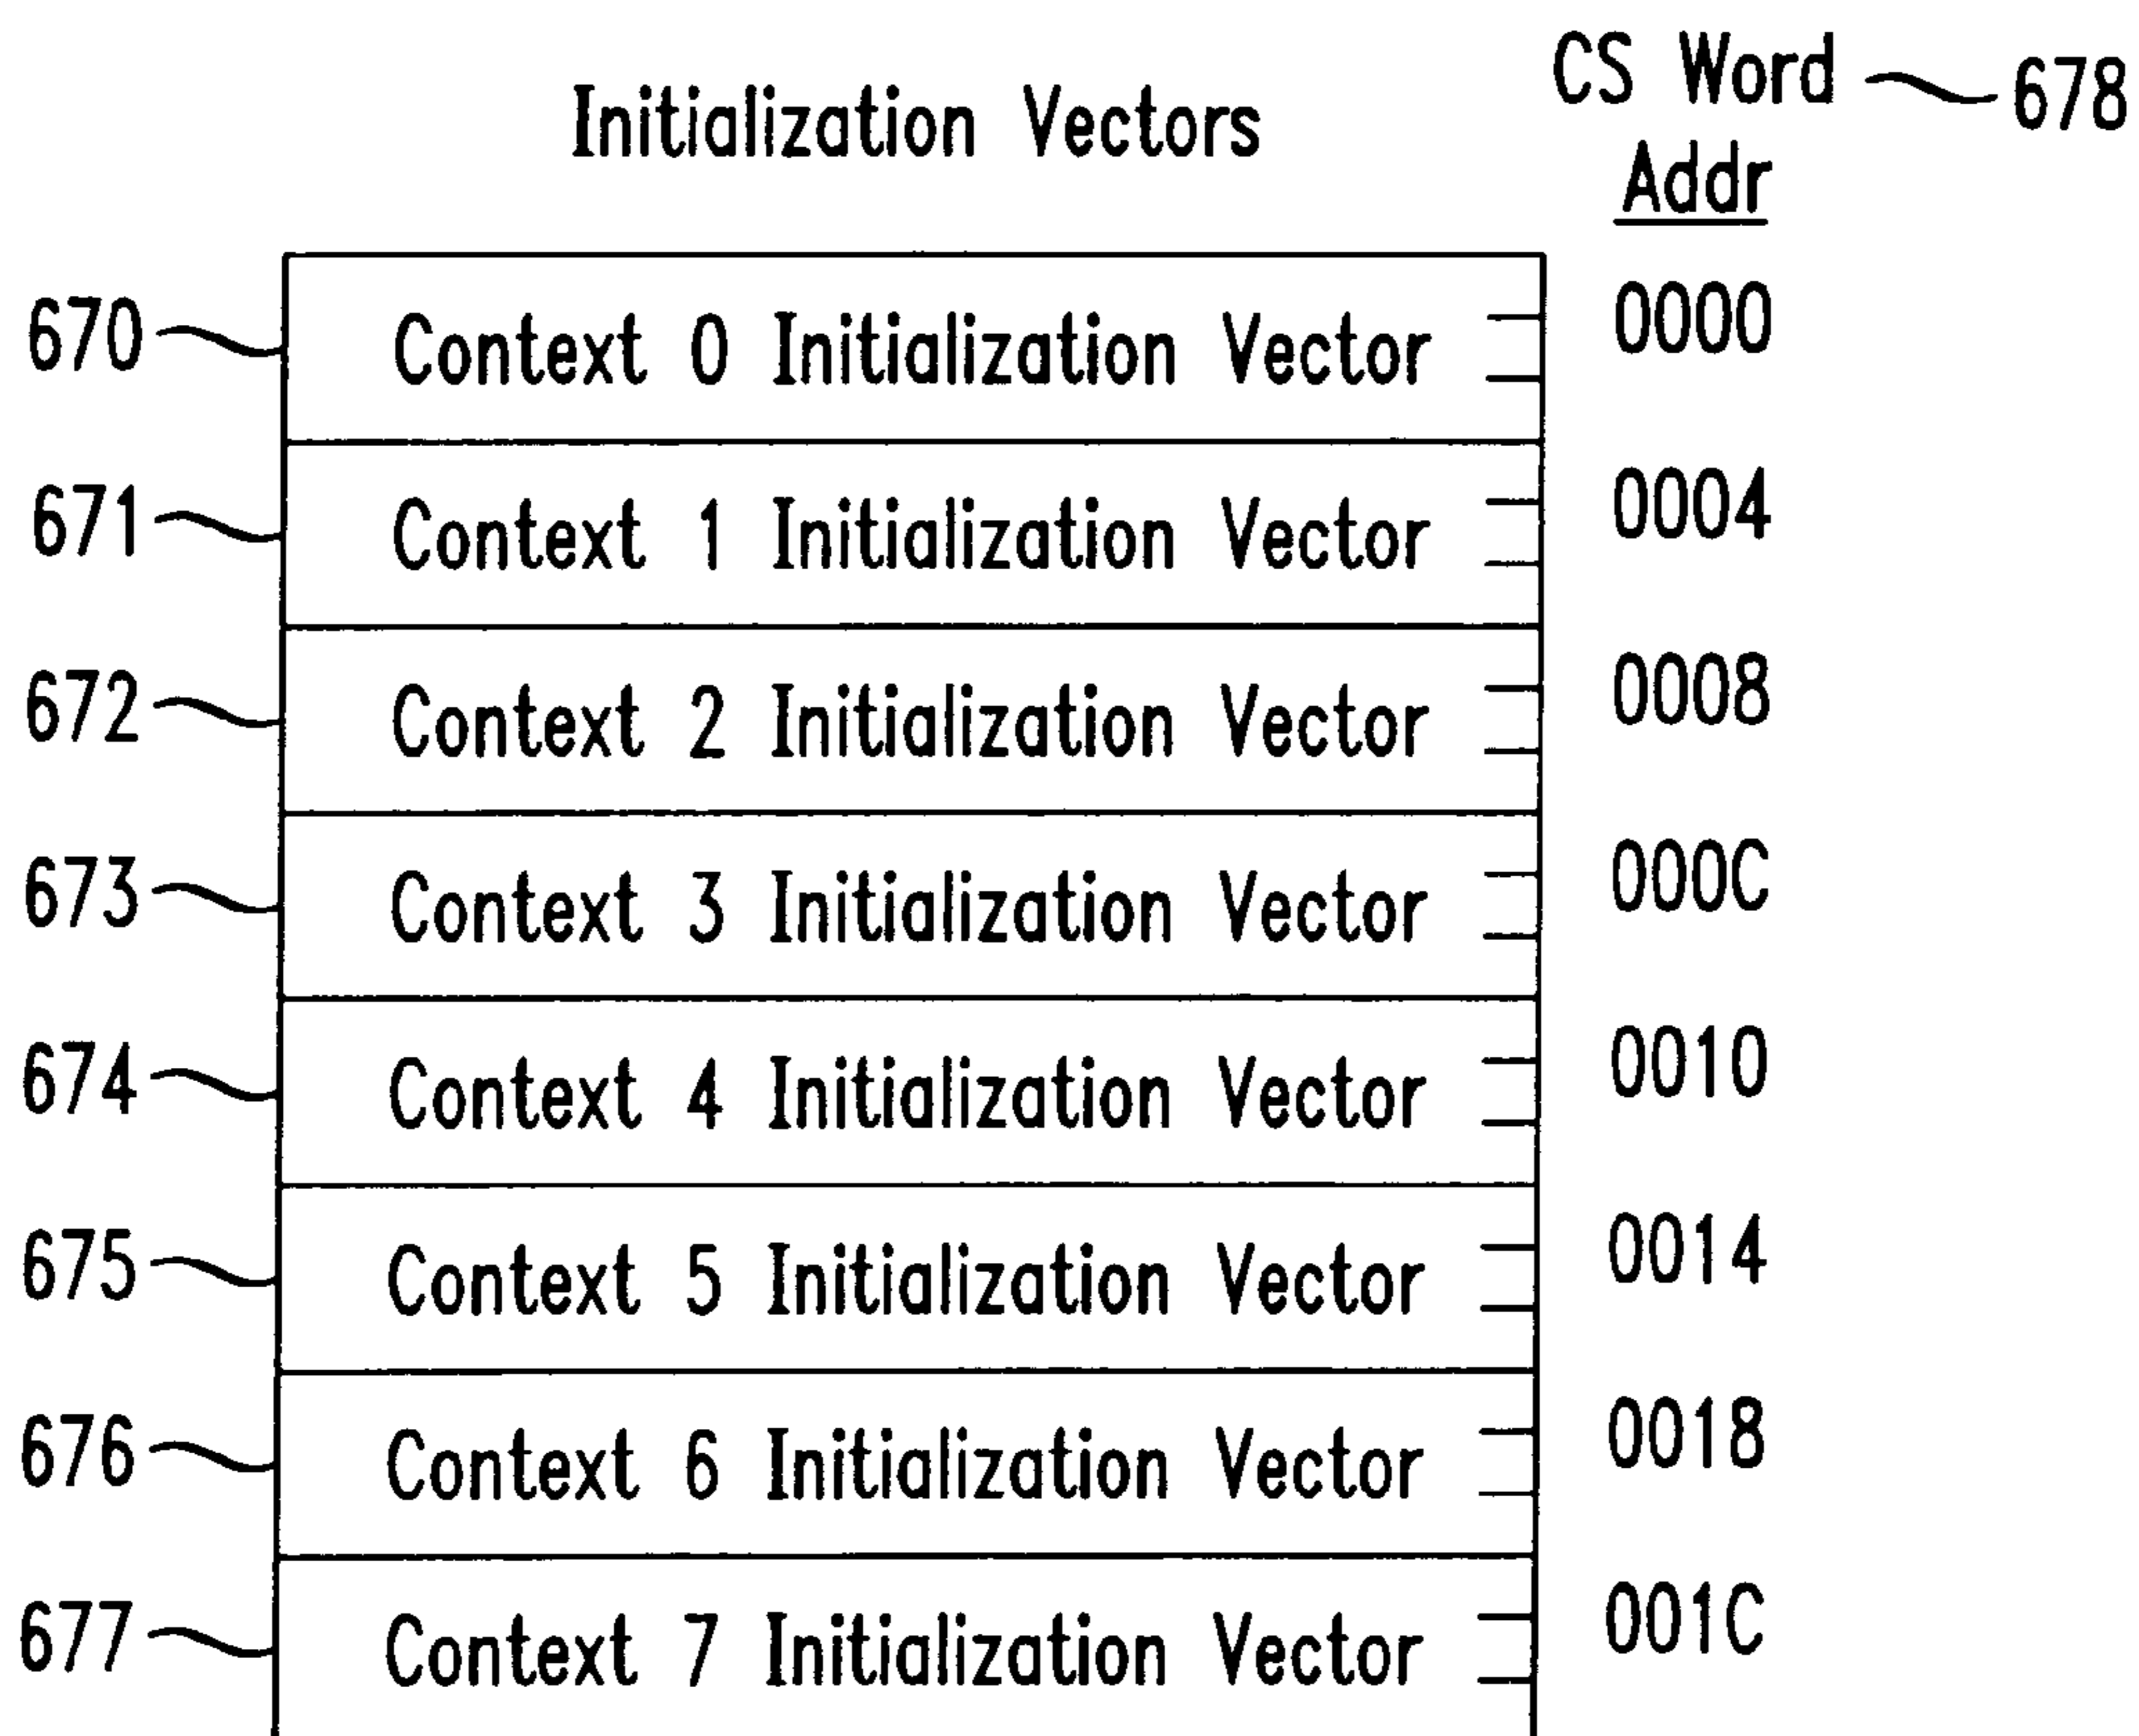 CS Word 678
Initialization Vectors
Addr
670 Context 0 Initialization Vector 0000
671 Context 1 Initialization Vector 0004
672 Context 2 Initialization Vector 0008
673 Context 3 Initialization Vector 000C
674 Context 4 Initialization Vector 0010
675 Context 5 Initialization Vector 0014
676 Context 6 Initialization Vector 0018
677 Context 7 Initialization Vector 001C